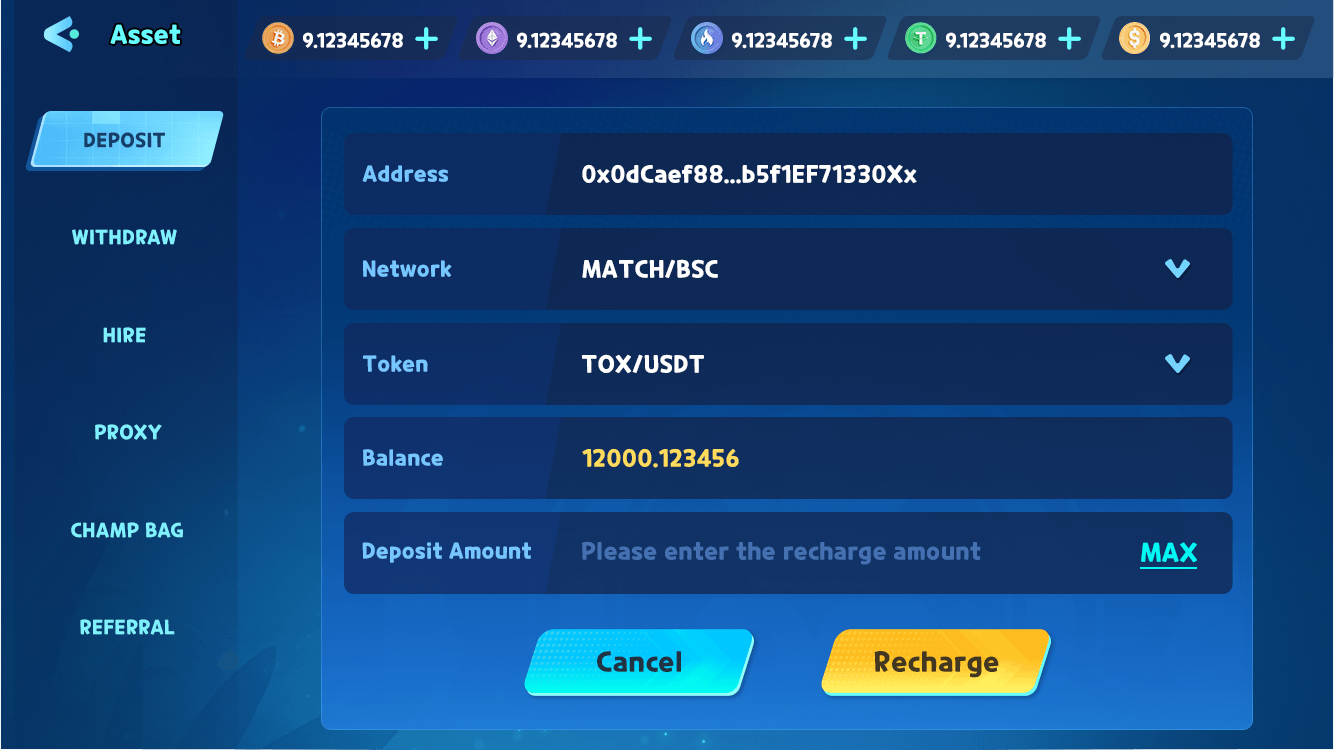 Asset
9.12345678
9.12345678
9.12345678
9.12345678
9.12345678
DEPOSIT
WITHDRAW
HIRE
PROXY
CHAMP BAG
REFERRAL
Address 0x0dCaef88...b5f1EF71330Xx
Network MATCH/BSC
Token TOX/USDT
Balance 12000.123456
Deposit Amount Please enter the recharge amount MAX
Cancel Recharge